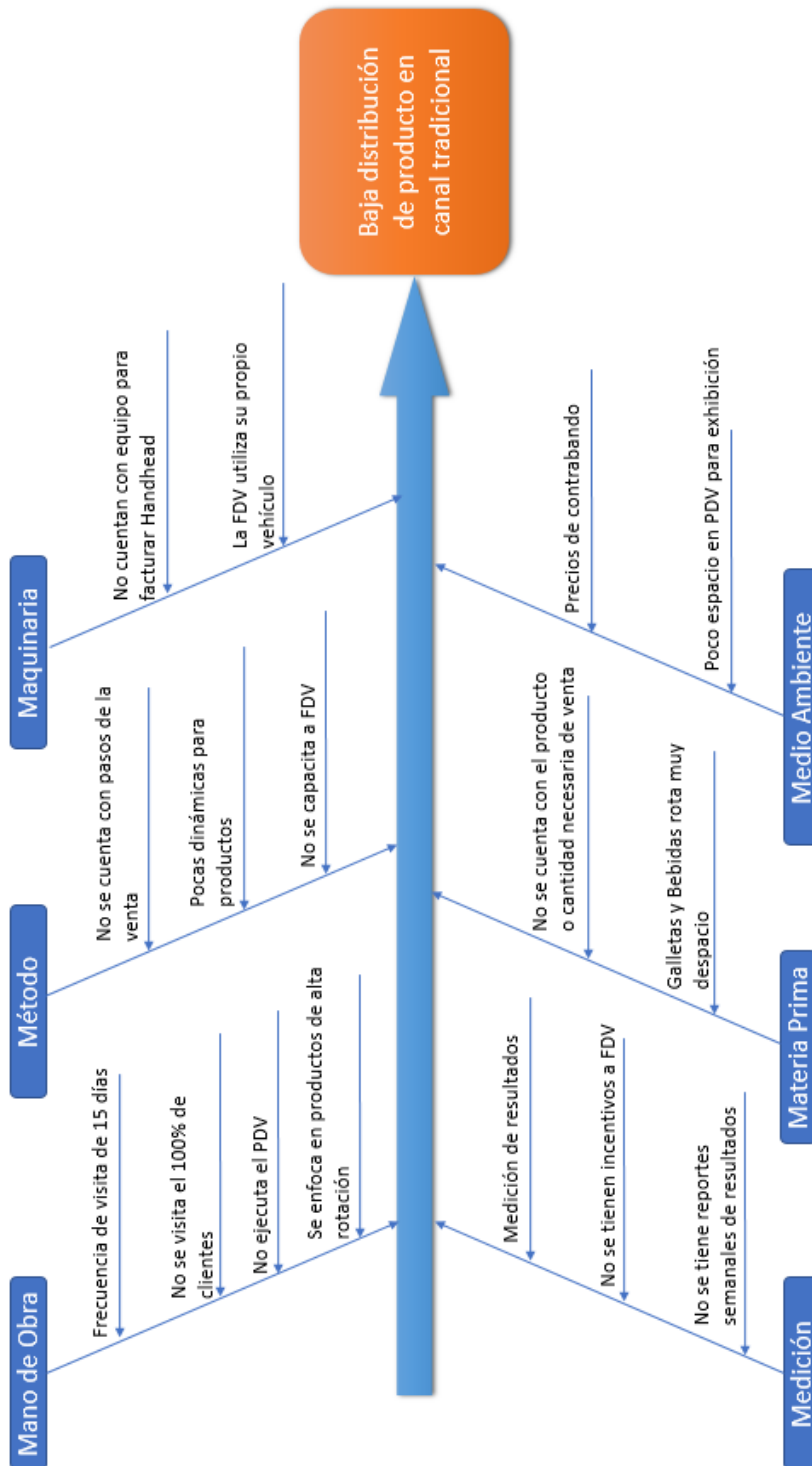 Mano de Obra
Frecuencia de visita de 15 días
No se visita el 100% de
clientes
No ejecuta el PDV
Se enfoca en productos de alta
rotación
Método
No se cuenta con pasos de la
venta
Pocas dinámicas para
productos
No se capacita a FDV
Maquinaria
No cuentan con equipo para
facturar Handhead
La FDV utiliza su propio
vehículo
Baja distribución
de producto en
canal tradicional
Medición de resultados
No se tienen incentivos a FDV
No se tiene reportes
semanales de resultados
Medición
No se cuenta con el producto
o cantidad necesaria de venta
Galletas y Bebidas rota muy
despacio
Materia Prima
Precios de contrabando
Poco espacio en PDV para exhibición
Medio Ambiente